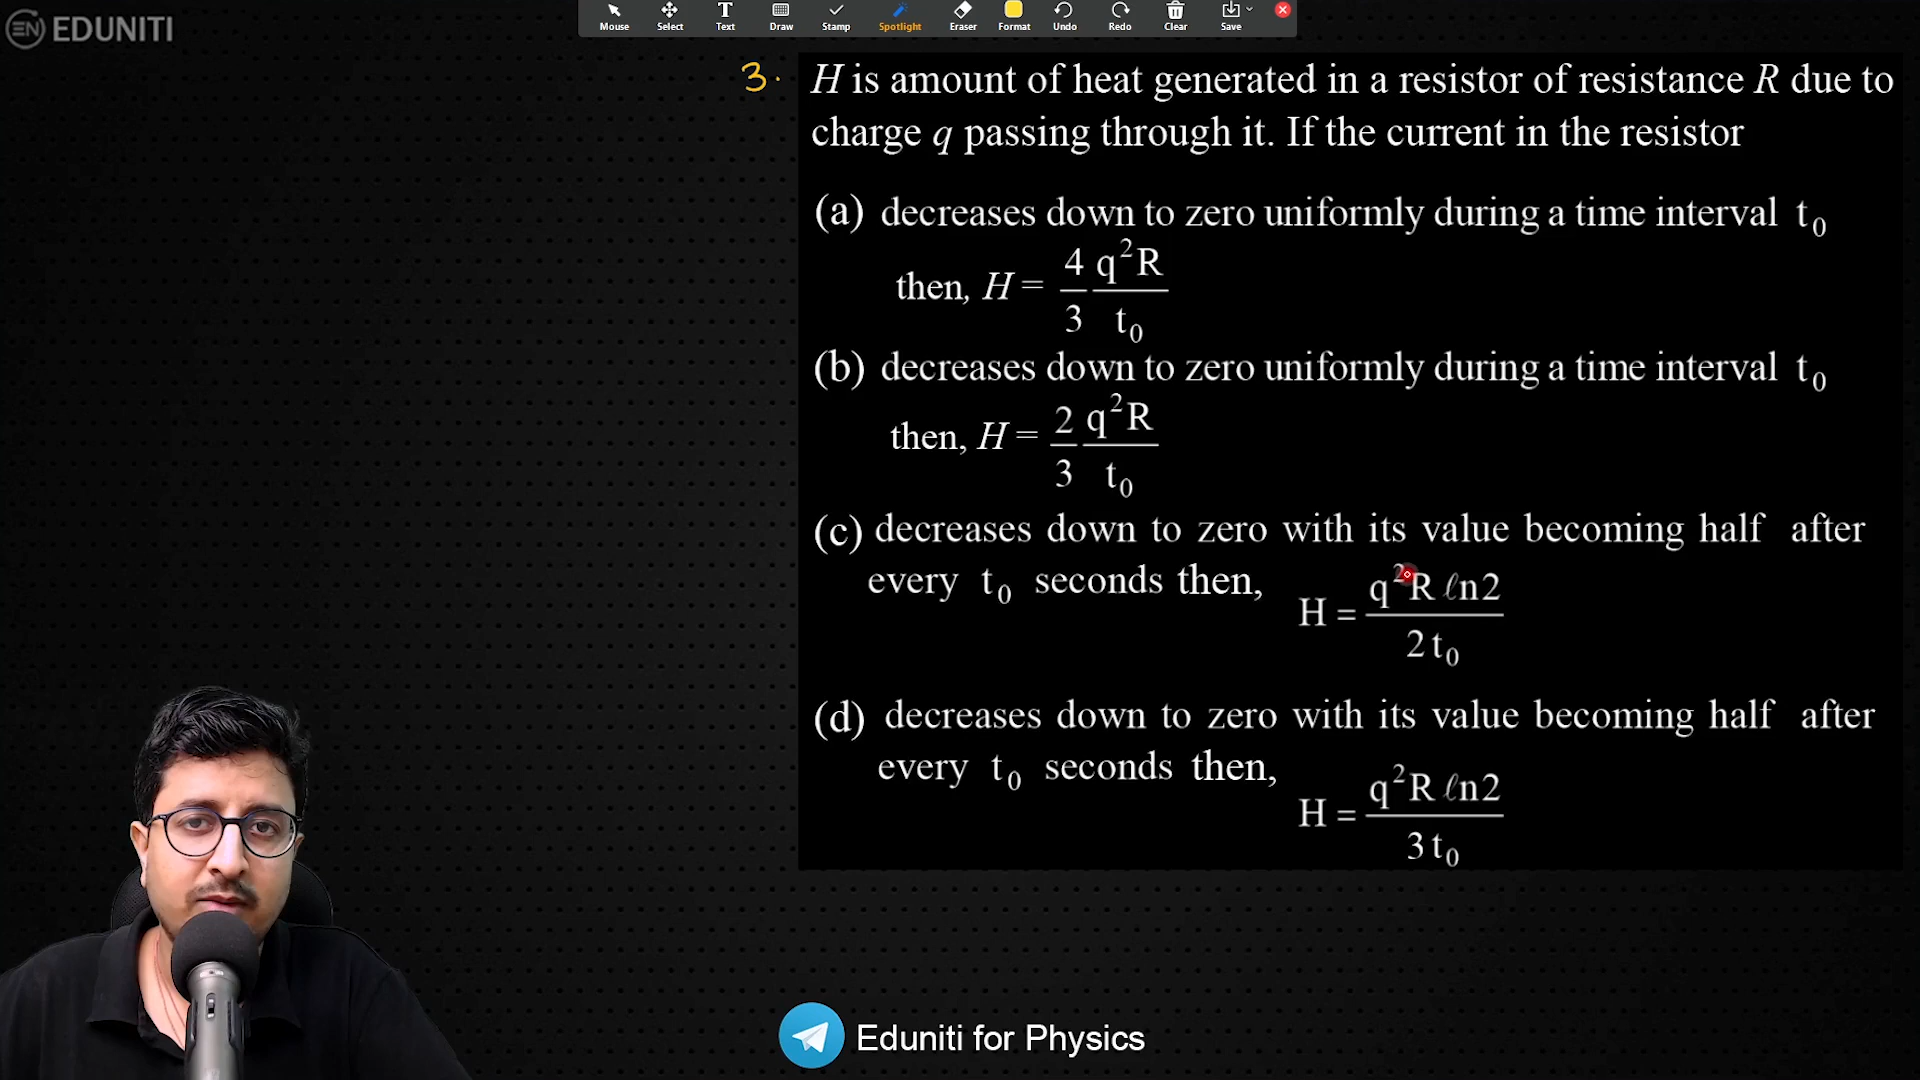 EN EDUNITI
Mouse Select Text Draw Stamp Spotlight Eraser Format Undo Redo Clear Save
3. H is amount of heat generated in a resistor of resistance R due to
charge q passing through it. If the current in the resistor
(a) decreases down to zero uniformly during a time interval t₀
then, H = 4/3 q²R/t₀
(b) decreases down to zero uniformly during a time interval t₀
then, H = 2/3 q²R/t₀
(c) decreases down to zero with its value becoming half after
every t₀ seconds then, H = q²R ℓn2 / 2t₀
(d) decreases down to zero with its value becoming half after
every t₀ seconds then, H = q²R ℓn2 / 3t₀
Eduniti for Physics